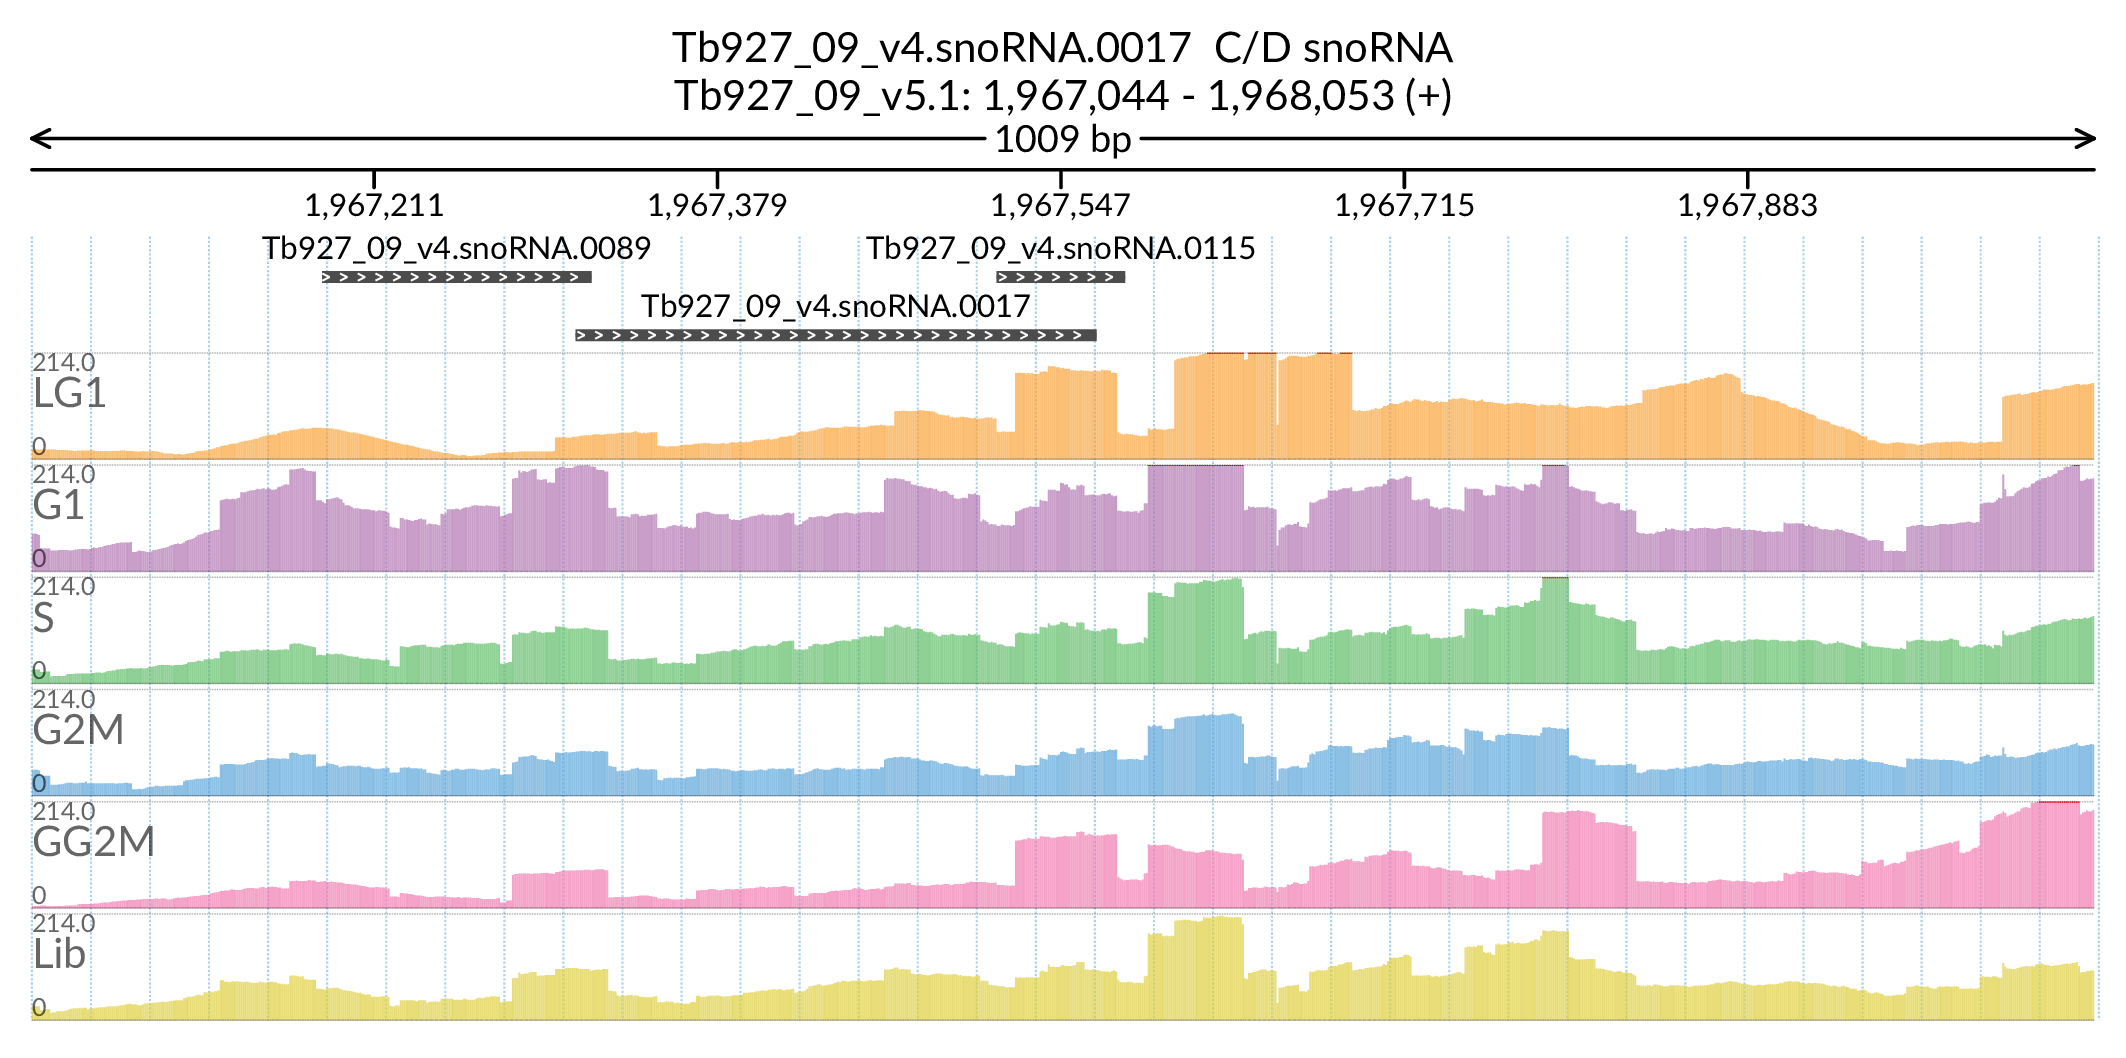 Tb927_09_v4.snoRNA.0017  C/D snoRNA
Tb927_09_v5.1: 1,967,044 - 1,968,053 (+)
1009 bp
1,967,211 1,967,379 1,967,547 1,967,715 1,967,883
Tb927_09_v4.snoRNA.0089 Tb927_09_v4.snoRNA.0115
Tb927_09_v4.snoRNA.0017
214.0
LG1
0
214.0
G1
0
214.0
S
0
214.0
G2M
0
214.0
GG2M
0
214.0
Lib
0